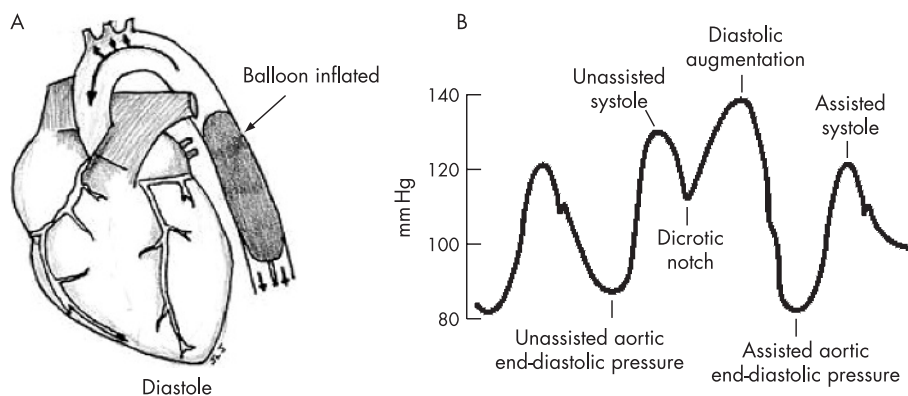 A
Balloon inflated
Diastole
B
Diastolic
augmentation
Unassisted
systole
Assisted
systole
140
120
100
80
mm Hg
Dicrotic
notch
Unassisted aortic
end-diastolic pressure
Assisted aortic
end-diastolic pressure